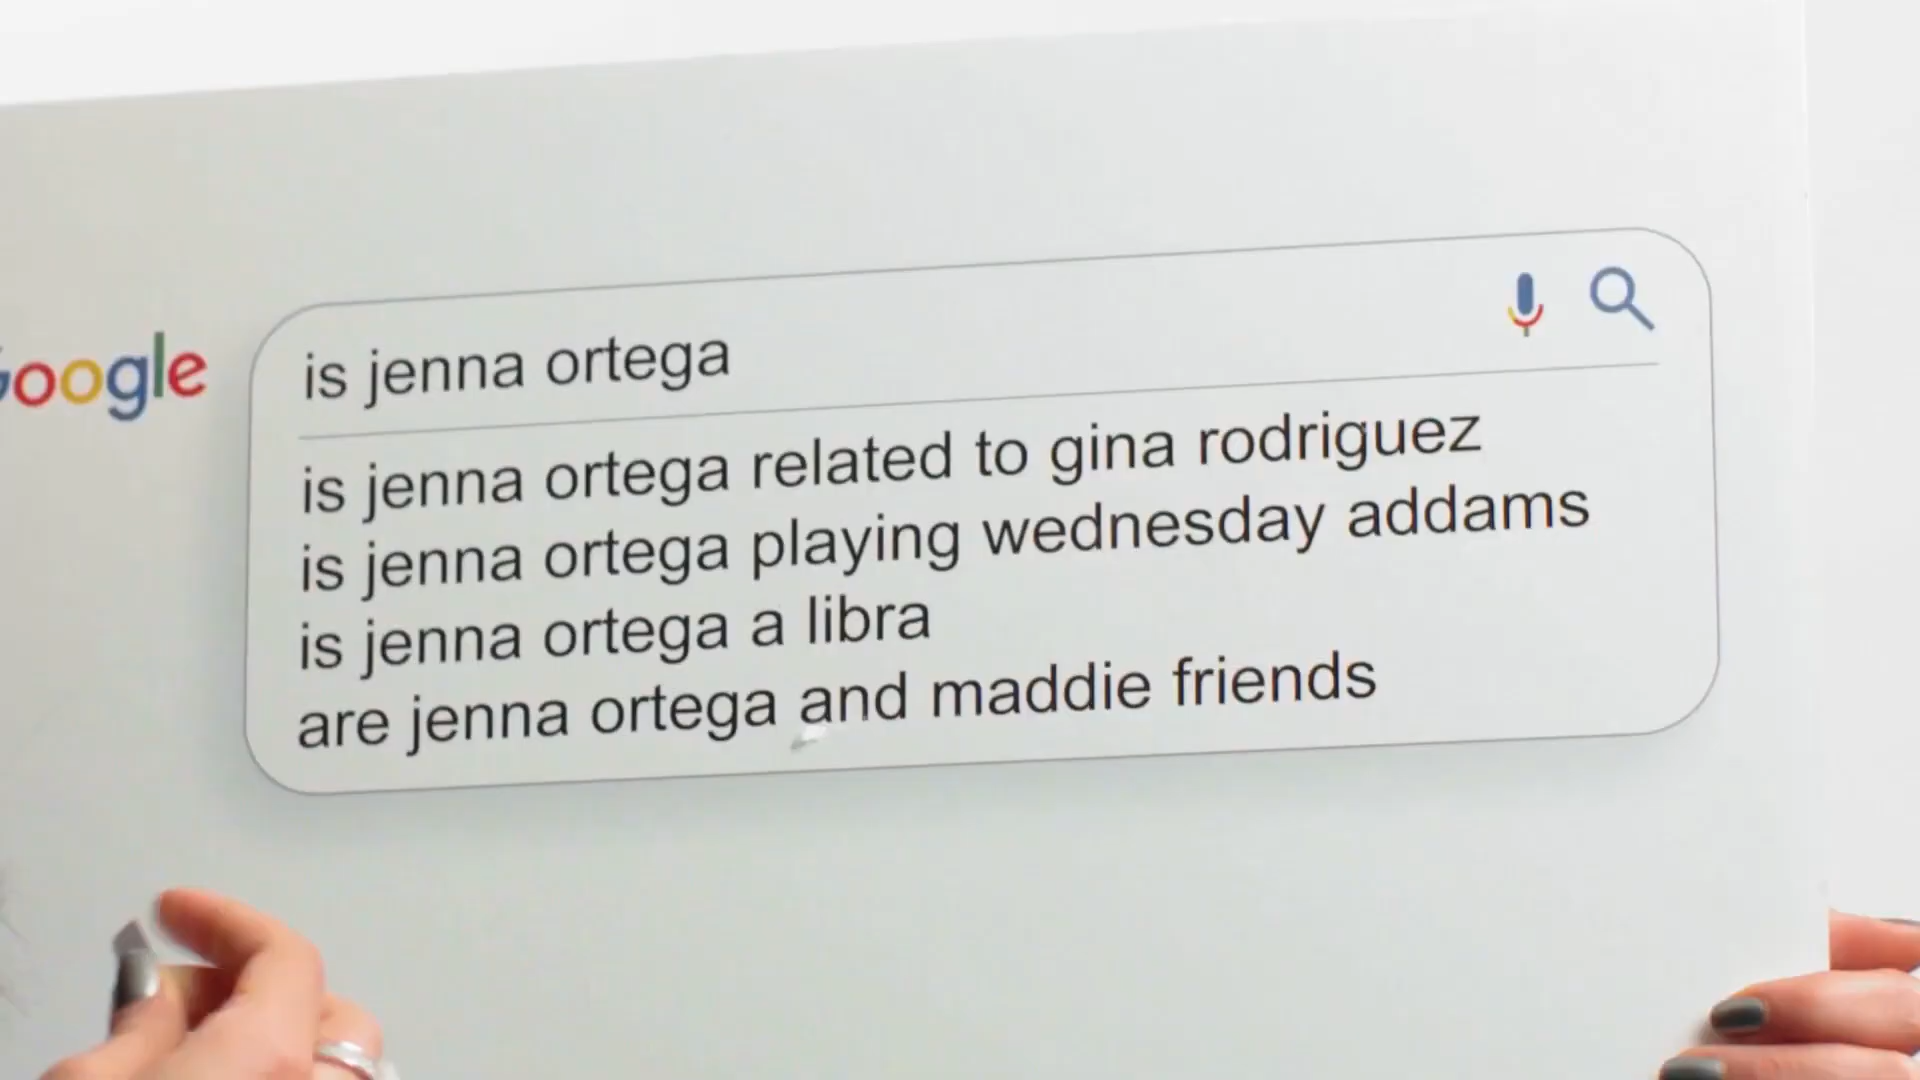 Google
is jenna ortega
is jenna ortega related to gina rodriguez
is jenna ortega playing wednesday addams
is jenna ortega a libra
are jenna ortega and maddie friends